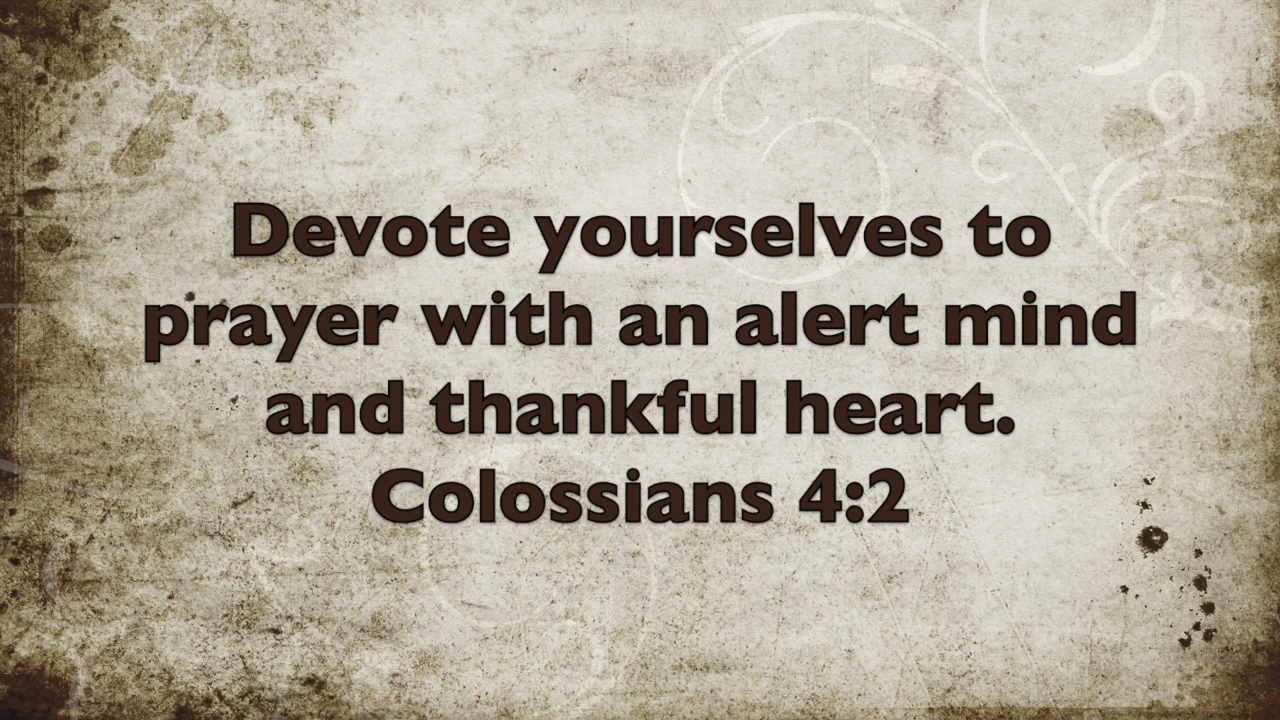 Devote yourselves to
prayer with an alert mind
and thankful heart.
Colossians 4:2